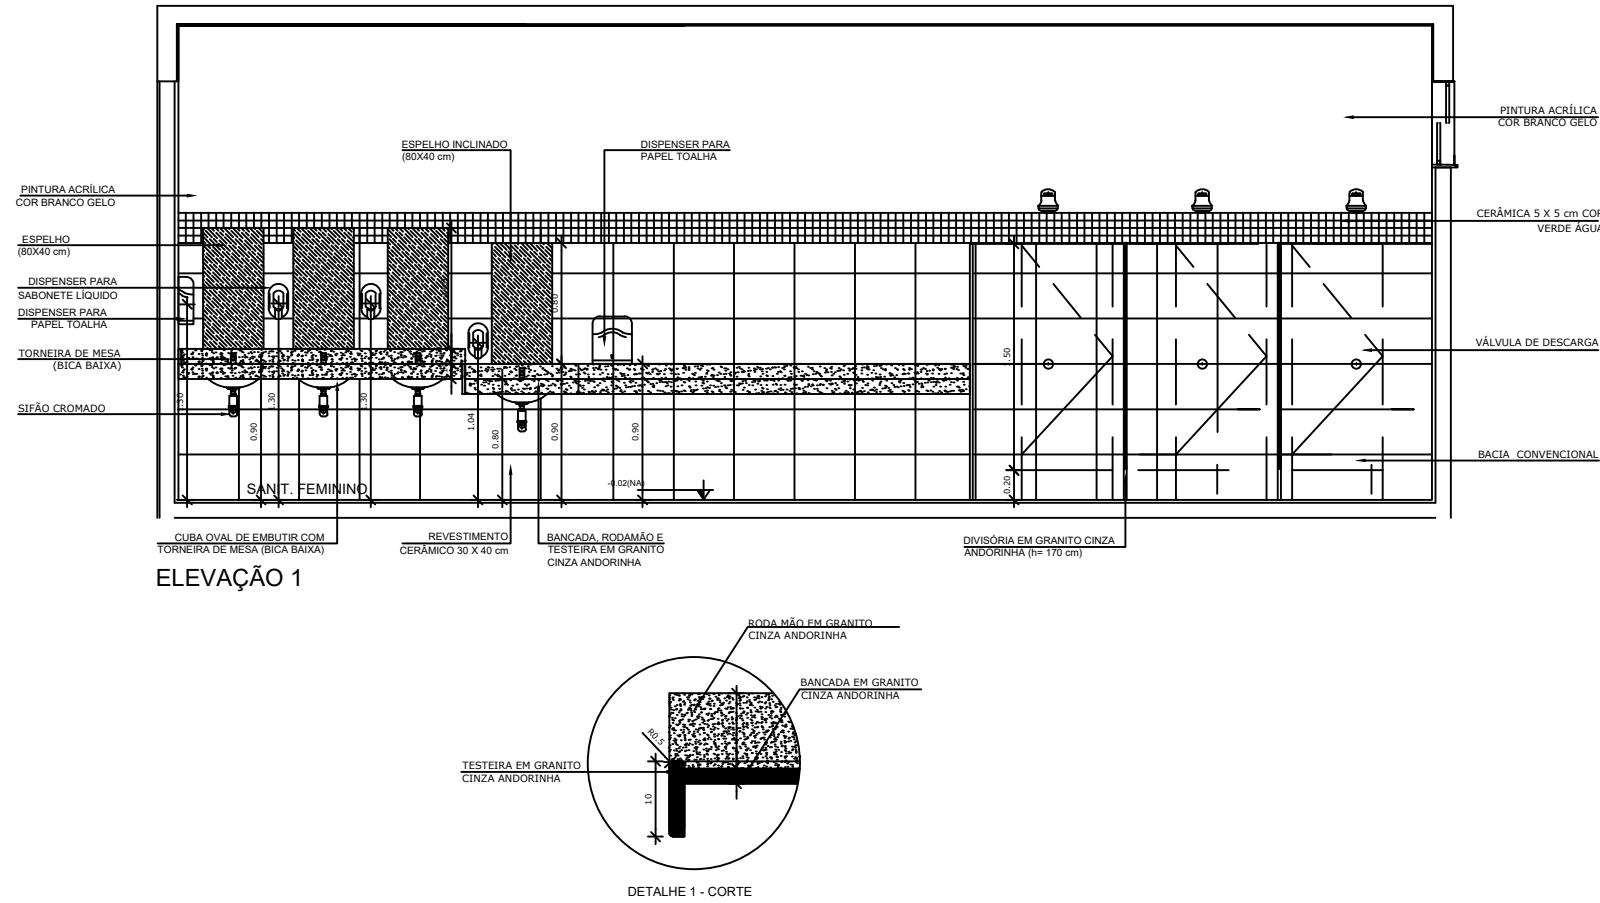 ESPELHO INCLINADO
(80X40 cm)
DISPENSER PARA
PAPEL TOALHA
PINTURA ACRÍLICA
COR BRANCO GELO
PINTURA ACRÍLICA
COR BRANCO GELO
ESPELHO
(80X40 cm)
DISPENSER PARA
SABONETE LÍQUIDO
DISPENSER PARA
PAPEL TOALHA
TORNEIRA DE MESA
(BICA BAIXA)
SIFÃO CROMADO
CERÂMICA 5 X 5 cm COR
VERDE ÁGUA
VÁLVULA DE DESCARGA
BACIA CONVENCIONAL
0.80
1.30
0.90
1.30
1.30
1.04
0.80
0.90
0.90
.50
0.20
-0.02(NA)
SANIT. FEMININO
CUBA OVAL DE EMBUTIR COM
TORNEIRA DE MESA (BICA BAIXA)
REVESTIMENTO
CERÂMICO 30 X 40 cm
BANCADA, RODAMÃO E
TESTEIRA EM GRANITO
CINZA ANDORINHA
DIVISÓRIA EM GRANITO CINZA
ANDORINHA (h= 170 cm)
ELEVAÇÃO 1
RODA MÃO EM GRANITO
CINZA ANDORINHA
BANCADA EM GRANITO
CINZA ANDORINHA
R0.5
TESTEIRA EM GRANITO
CINZA ANDORINHA
10
DETALHE 1 - CORTE